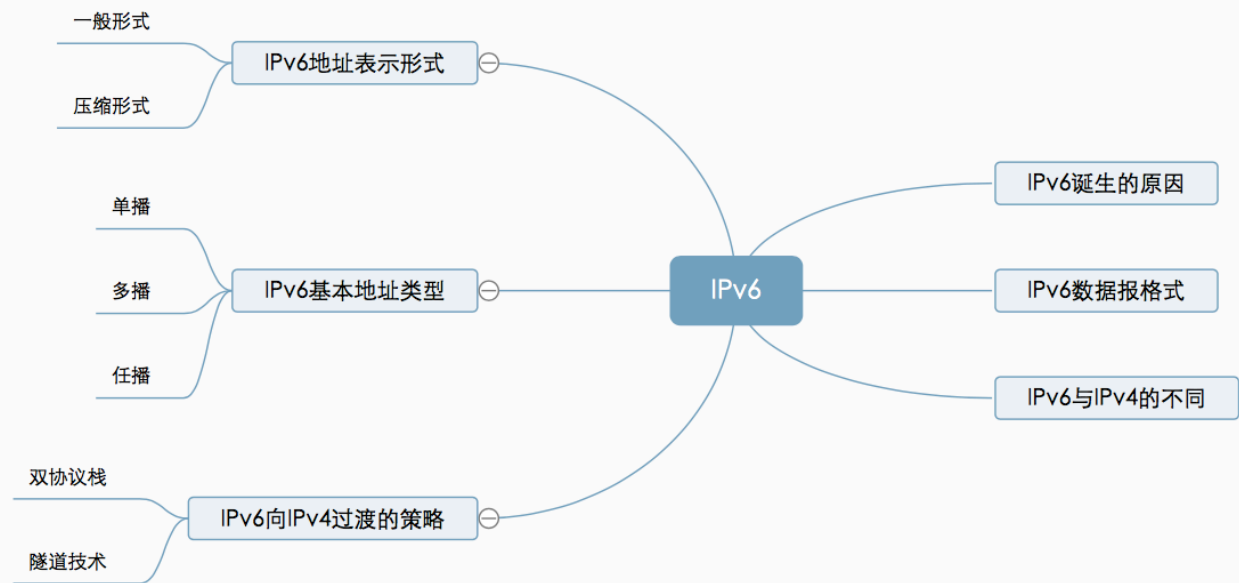 IPv6
IPv6诞生的原因
IPv6数据报格式
IPv6与IPv4的不同
IPv6地址表示形式
一般形式
压缩形式
IPv6基本地址类型
单播
多播
任播
IPv6向IPv4过渡的策略
双协议栈
隧道技术